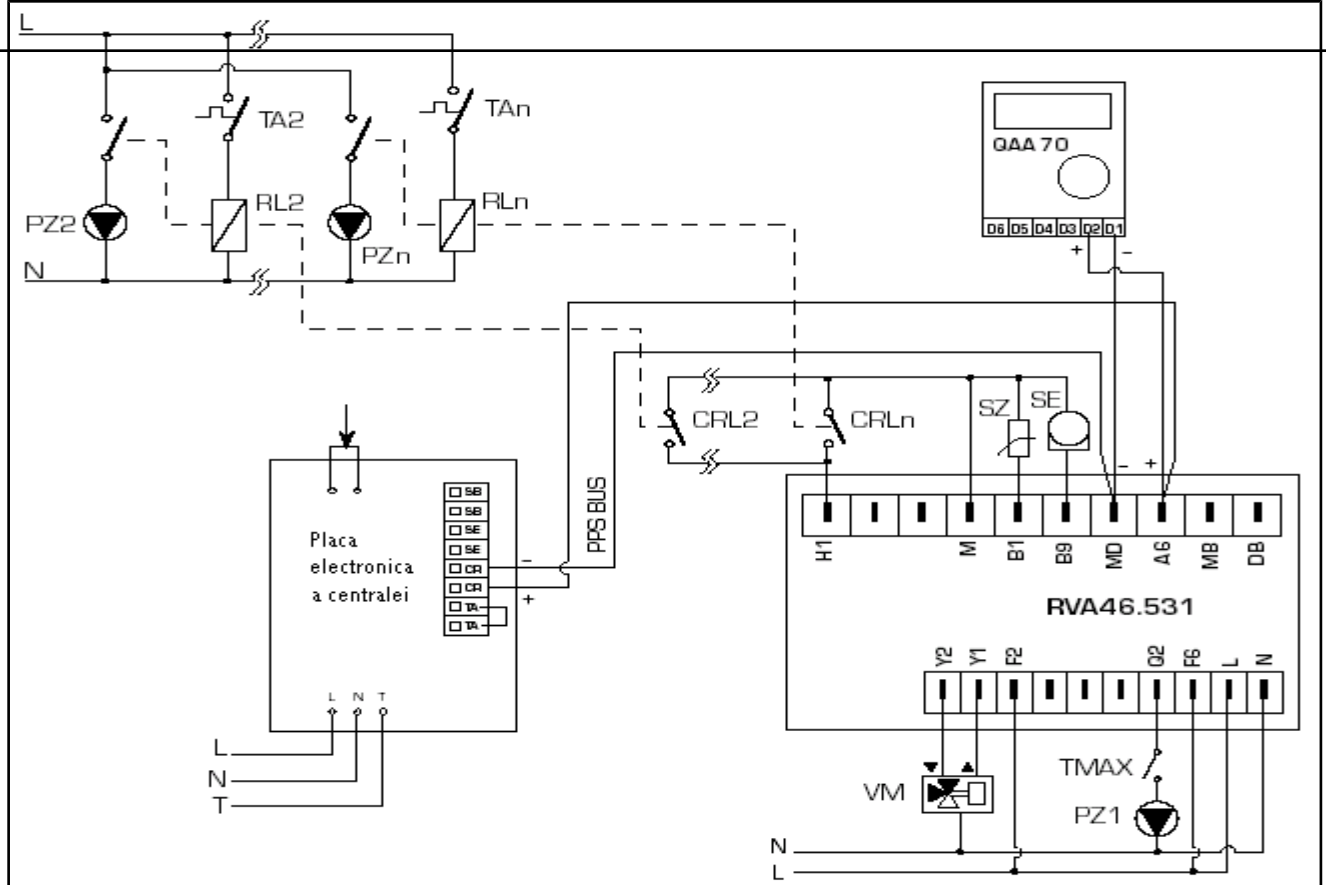 L
TA2
TAn
QAA 70
PZ2
RL2
PZn
RLn
D6 D5 D4 D3 D2 D1
+ -
N
CRL2
CRLn
SZ
SE
- +
PPS BUS
SB
SB
SE
SE
CR
CR
TA
TA
-
+
Placa
electronica
a centralei
H1 M B1 B9 MD A6 MB DB
RVA46.531
Y2 Y1 F2 Q2 F6 L N
L N T
L
N
T
VM
TMAX
PZ1
N
L